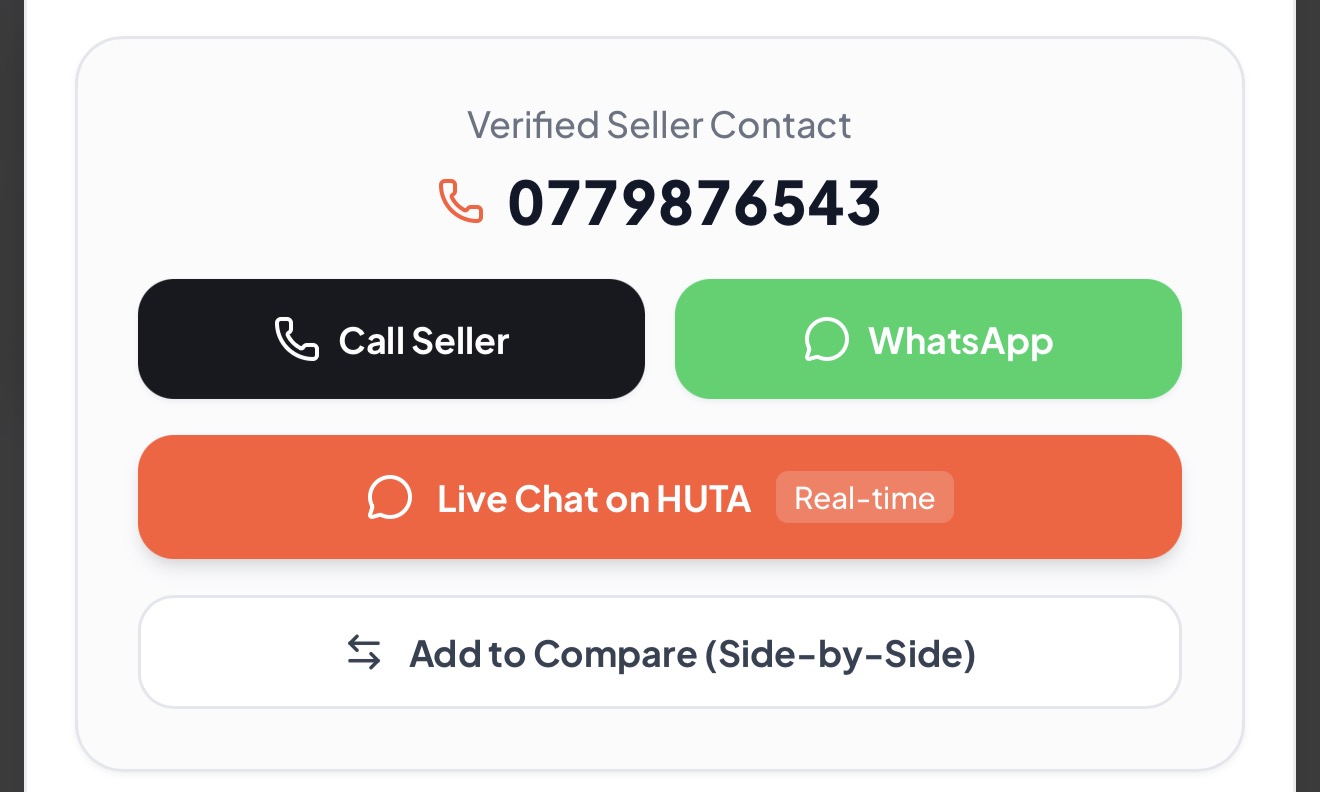 Verified Seller Contact
0779876543
Call Seller
WhatsApp
Live Chat on HUTA Real-time
Add to Compare (Side-by-Side)